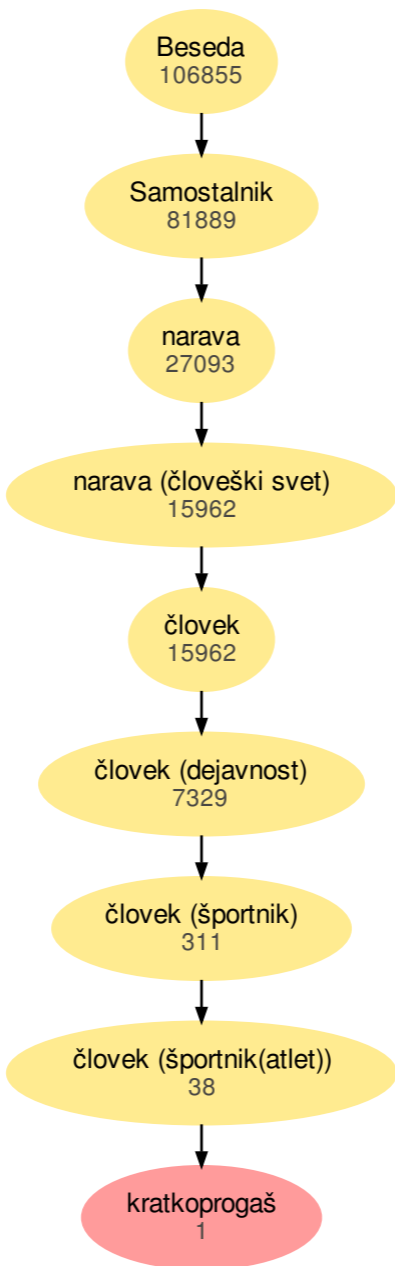 Beseda
106855
Samostalnik
81889
narava
27093
narava (človeški svet)
15962
človek
15962
človek (dejavnost)
7329
človek (športnik)
311
človek (športnik(atlet))
38
kratkoprogaš
1